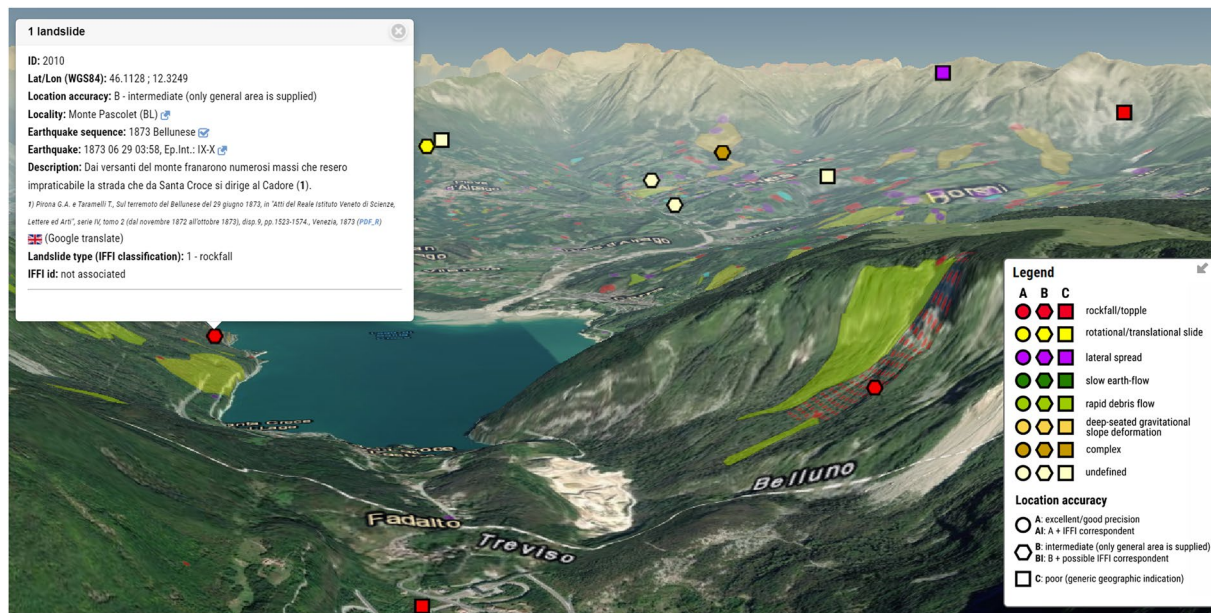 1 landslide
ID: 2010
Lat/Lon (WGS84): 46.1128 ; 12.3249
Location accuracy: B - intermediate (only general area is supplied)
Locality: Monte Pascolet (BL)
Earthquake sequence: 1873 Bellunese
Earthquake: 1873 06 29 03:58, Ep.Int.: IX-X
Description: Dai versanti del monte franarono numerosi massi che resero
impraticabile la strada che da Santa Croce si dirige al Cadore (1).
1) Pirona G.A. e Taramelli T., Sul terremoto del Bellunese del 29 giugno 1873, in "Atti del Reale Istituto Veneto di Scienze,
Lettere ed Arti", serie IV, tomo 2 (dal novembre 1872 all'ottobre 1873), disp.9, pp.1523-1574., Venezia, 1873 (PDF_R)
(Google translate)
Landslide type (IFFI classification): 1 - rockfall
IFFI id: not associated
Fadalto
Treviso
Belluno
Legend
A B C
rockfall/topple
rotational/translational slide
lateral spread
slow earth-flow
rapid debris flow
deep-seated gravitational
slope deformation
complex
undefined
Location accuracy
A: excellent/good precision
AI: A + IFFI correspondent
B: intermediate (only general area is supplied)
BI: B + possible IFFI correspondent
C: poor (generic geographic indication)